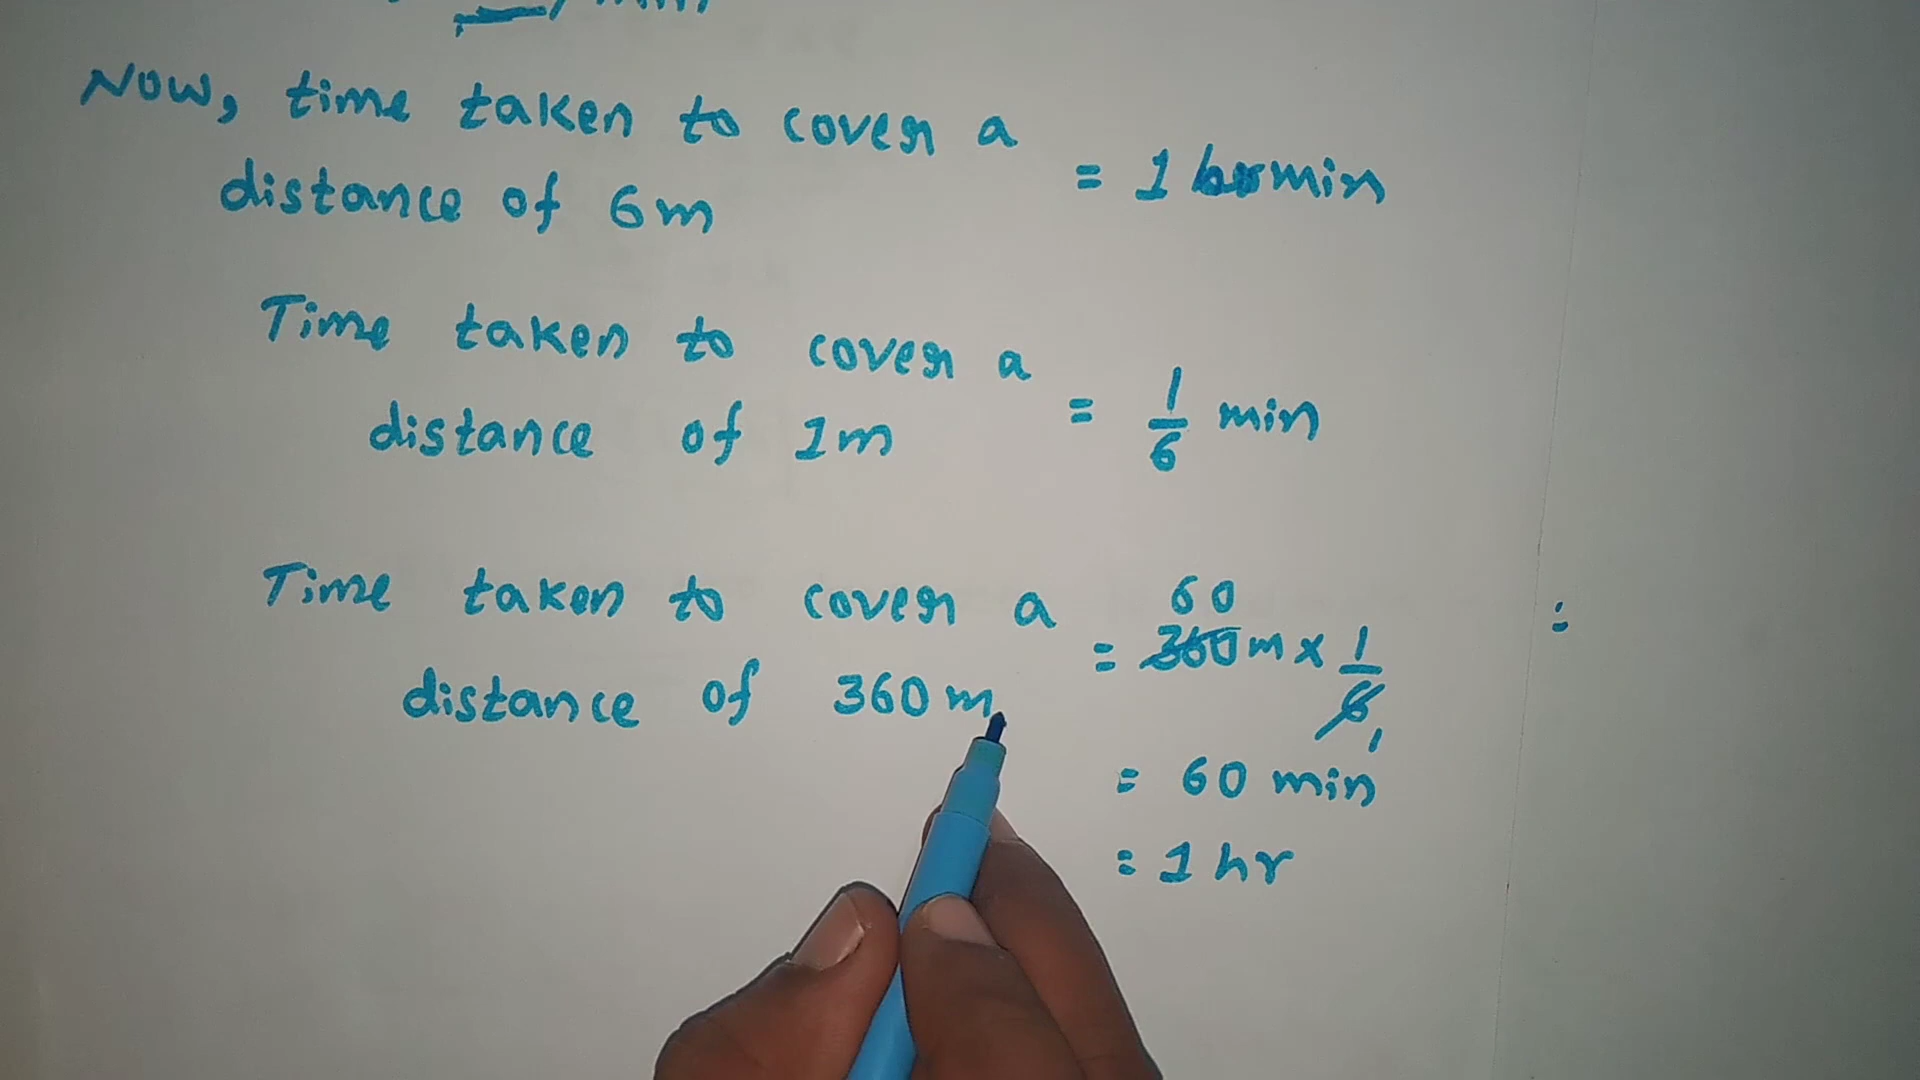 Now, time taken to cover a
distance of 6m = 1 min
Time taken to cover a
distance of 1m = 1/6 min
Time taken to cover a
distance of 360 m = 360m x 1/6
60
1
= 60 min
= 1 hr
: